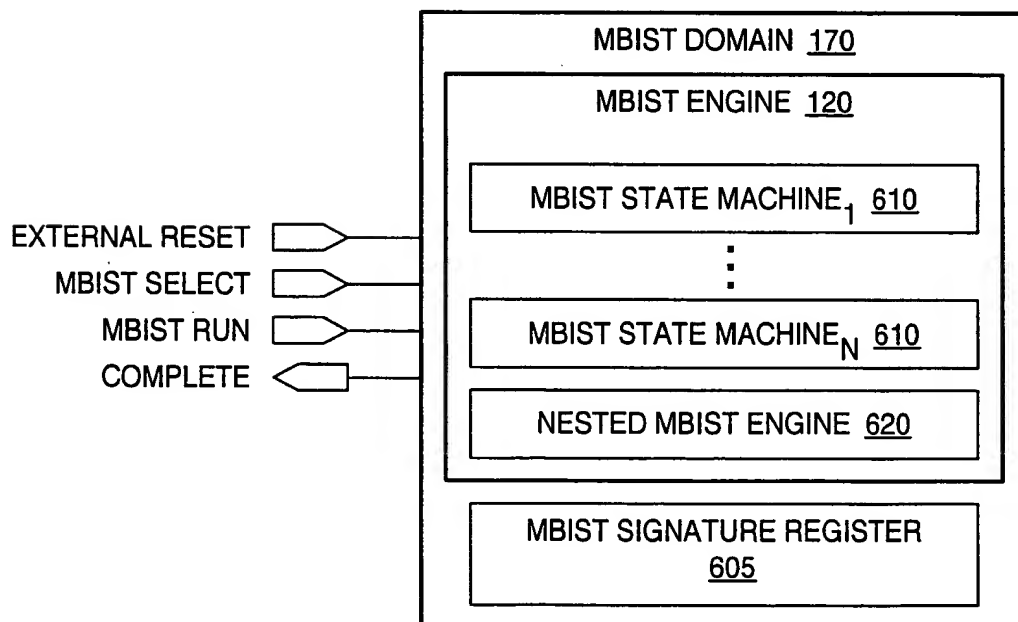 MBIST DOMAIN 170
MBIST ENGINE 120
MBIST STATE MACHINE1 610
EXTERNAL RESET
MBIST SELECT
MBIST RUN
MBIST STATE MACHINEN 610
COMPLETE
NESTED MBIST ENGINE 620
MBIST SIGNATURE REGISTER
605